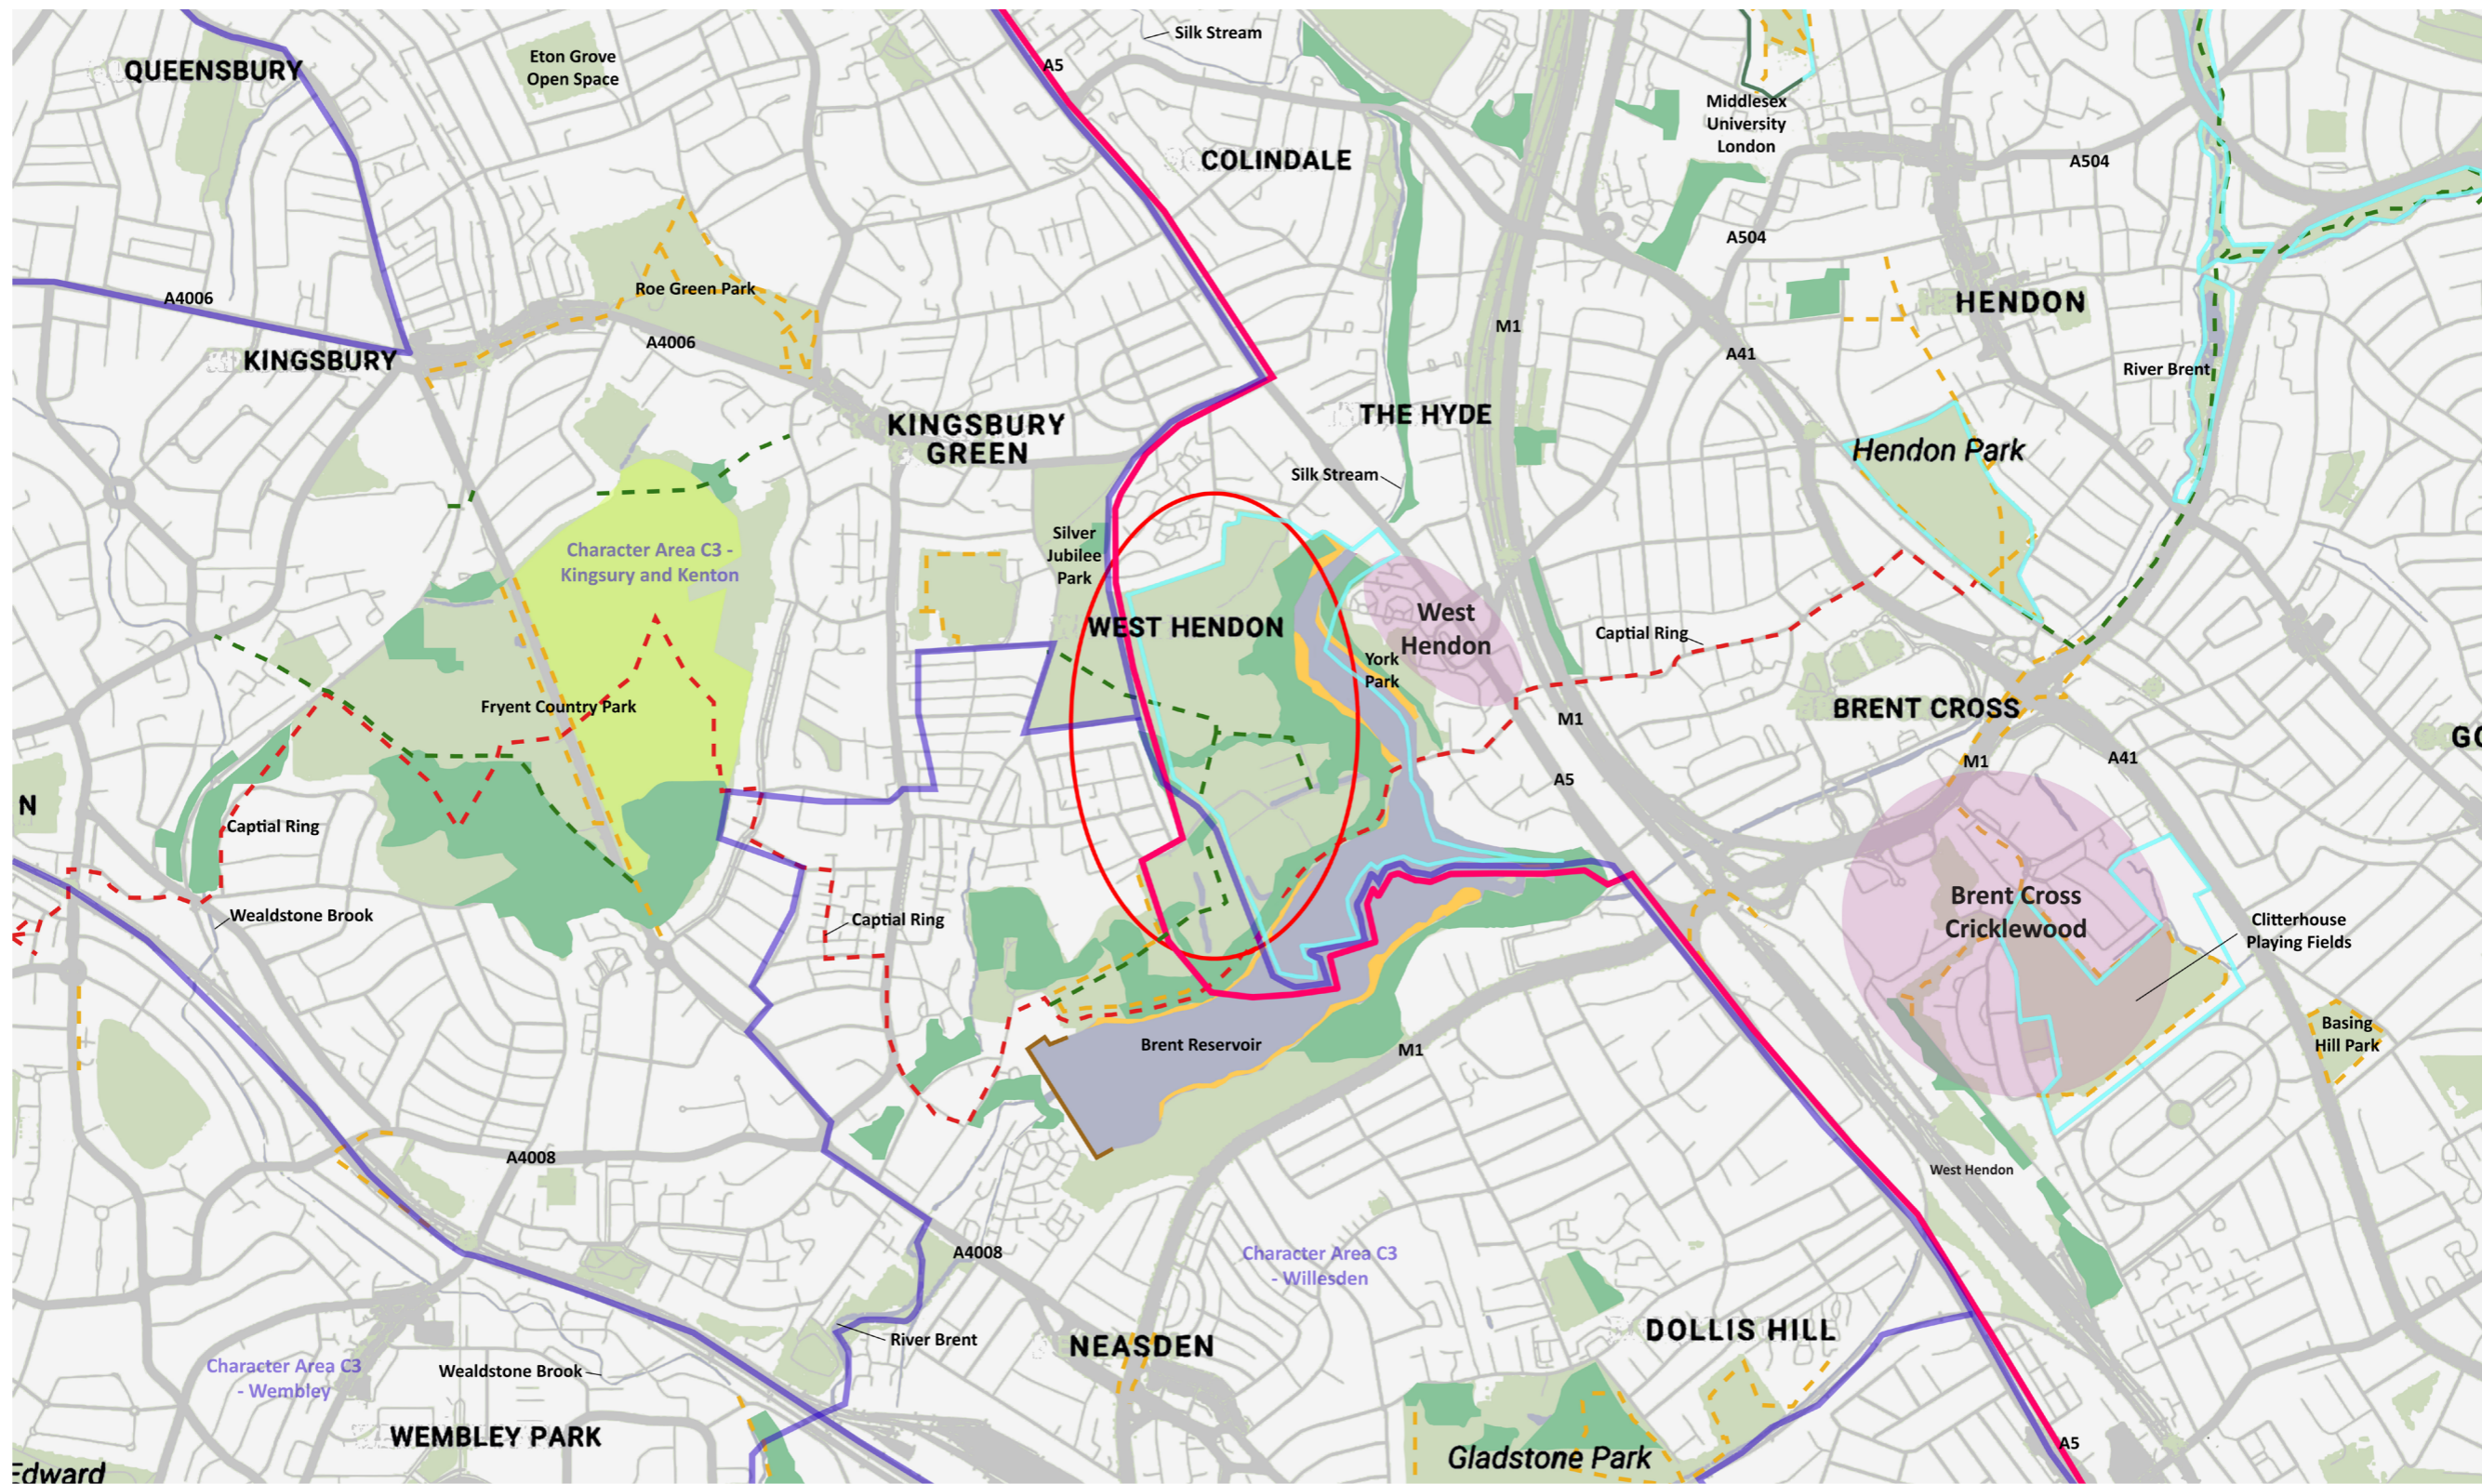 Silk Stream
Eton Grove
Open Space
QUEENSBURY
A5
Middlesex
University
London
COLINDALE
A504
A504
Roe Green Park
A4006
HENDON
M1
A4006
A41
KINGSBURY
River Brent
THE HYDE
KINGSBURY
GREEN
Hendon Park
Silk Stream
Silver
Jubilee
Park
Character Area C3 -
Kingsury and Kenton
West
Hendon
WEST HENDON
Captial Ring
York
Park
Fryent Country Park
BRENT CROSS
M1
GO
A41
M1
A5
N
Captial Ring
Brent Cross
Cricklewood
Wealdstone Brook
Captial Ring
Clitterhouse
Playing Fields
Basing
Hill Park
Brent Reservoir
M1
A4008
West Hendon
A4008
Character Area C3
- Willesden
DOLLIS HILL
River Brent
NEASDEN
Character Area C3
- Wembley
Wealdstone Brook
WEMBLEY PARK
A5
Gladstone Park
Edward